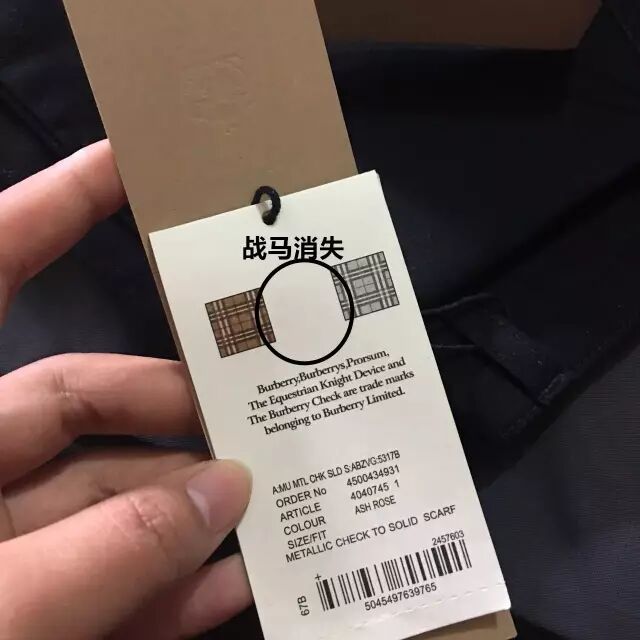 战马消失
Burberry,Burberrys,Prorsum,
The Equestrian Knight Device and
The Burberry Check are trade marks
belonging to Burberry Limited.
A:MU MTL CHK SLD S:ABZVG:5317B
ORDER No 4500434931
ARTICLE 4040745 1
COLOUR ASH ROSE
SIZE/FIT
METALLIC CHECK TO SOLID SCARF
2457603
67B
5045497639765